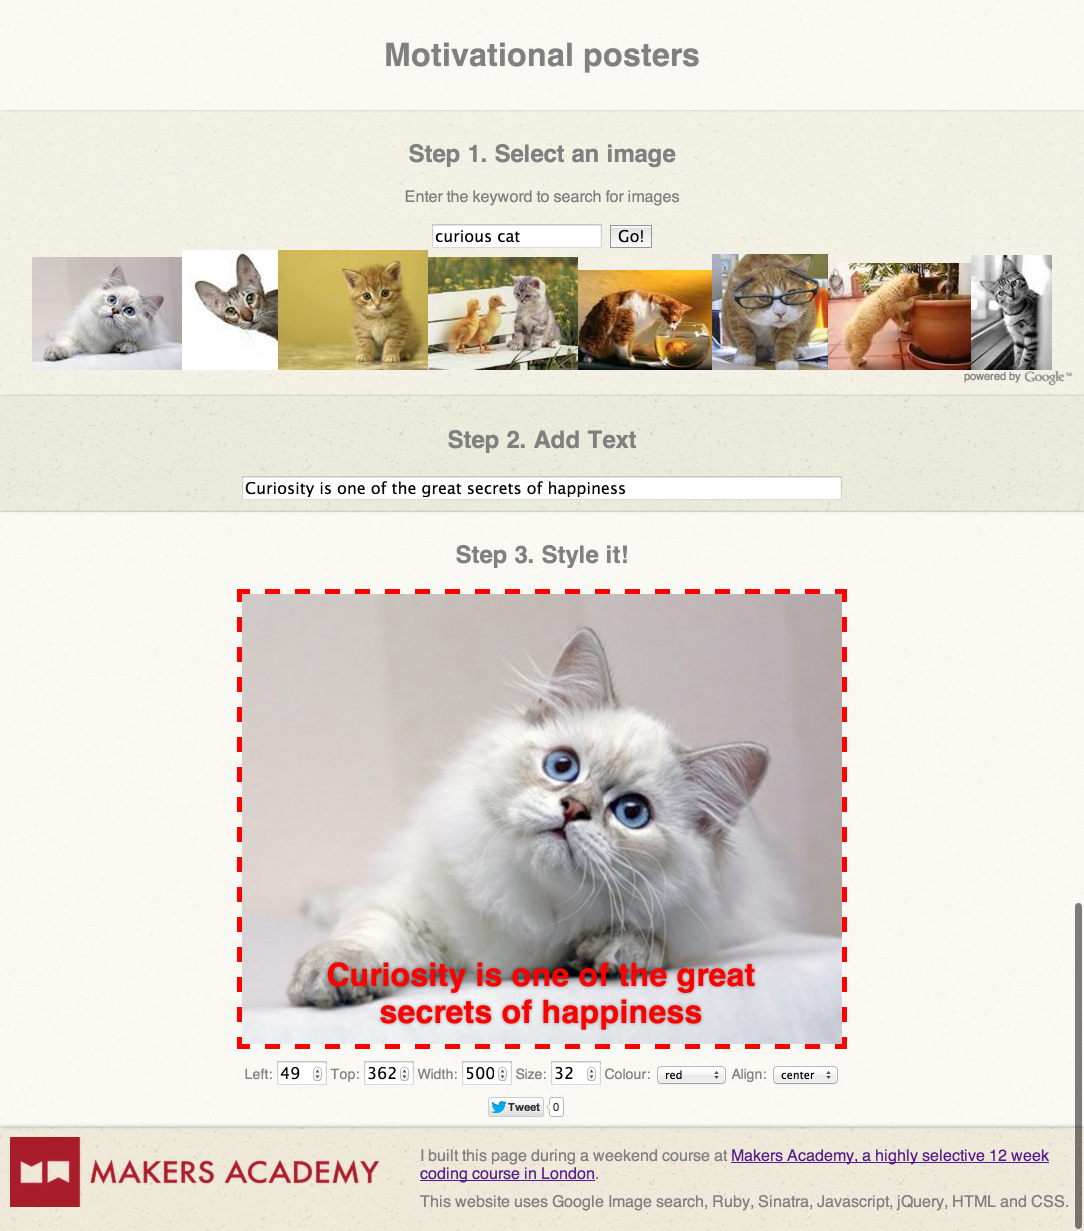 Motivational posters
Step 1. Select an image
Enter the keyword to search for images
curious cat Go!
powered by Google™
Step 2. Add Text
Curiosity is one of the great secrets of happiness
Step 3. Style it!
Curiosity is one of the great
secrets of happiness
Left: 49 Top: 362 Width: 500 Size: 32 Colour: red Align: center
Tweet 0
MAKERS ACADEMY
I built this page during a weekend course at Makers Academy, a highly selective 12 week
coding course in London.
This website uses Google Image search, Ruby, Sinatra, Javascript, jQuery, HTML and CSS.